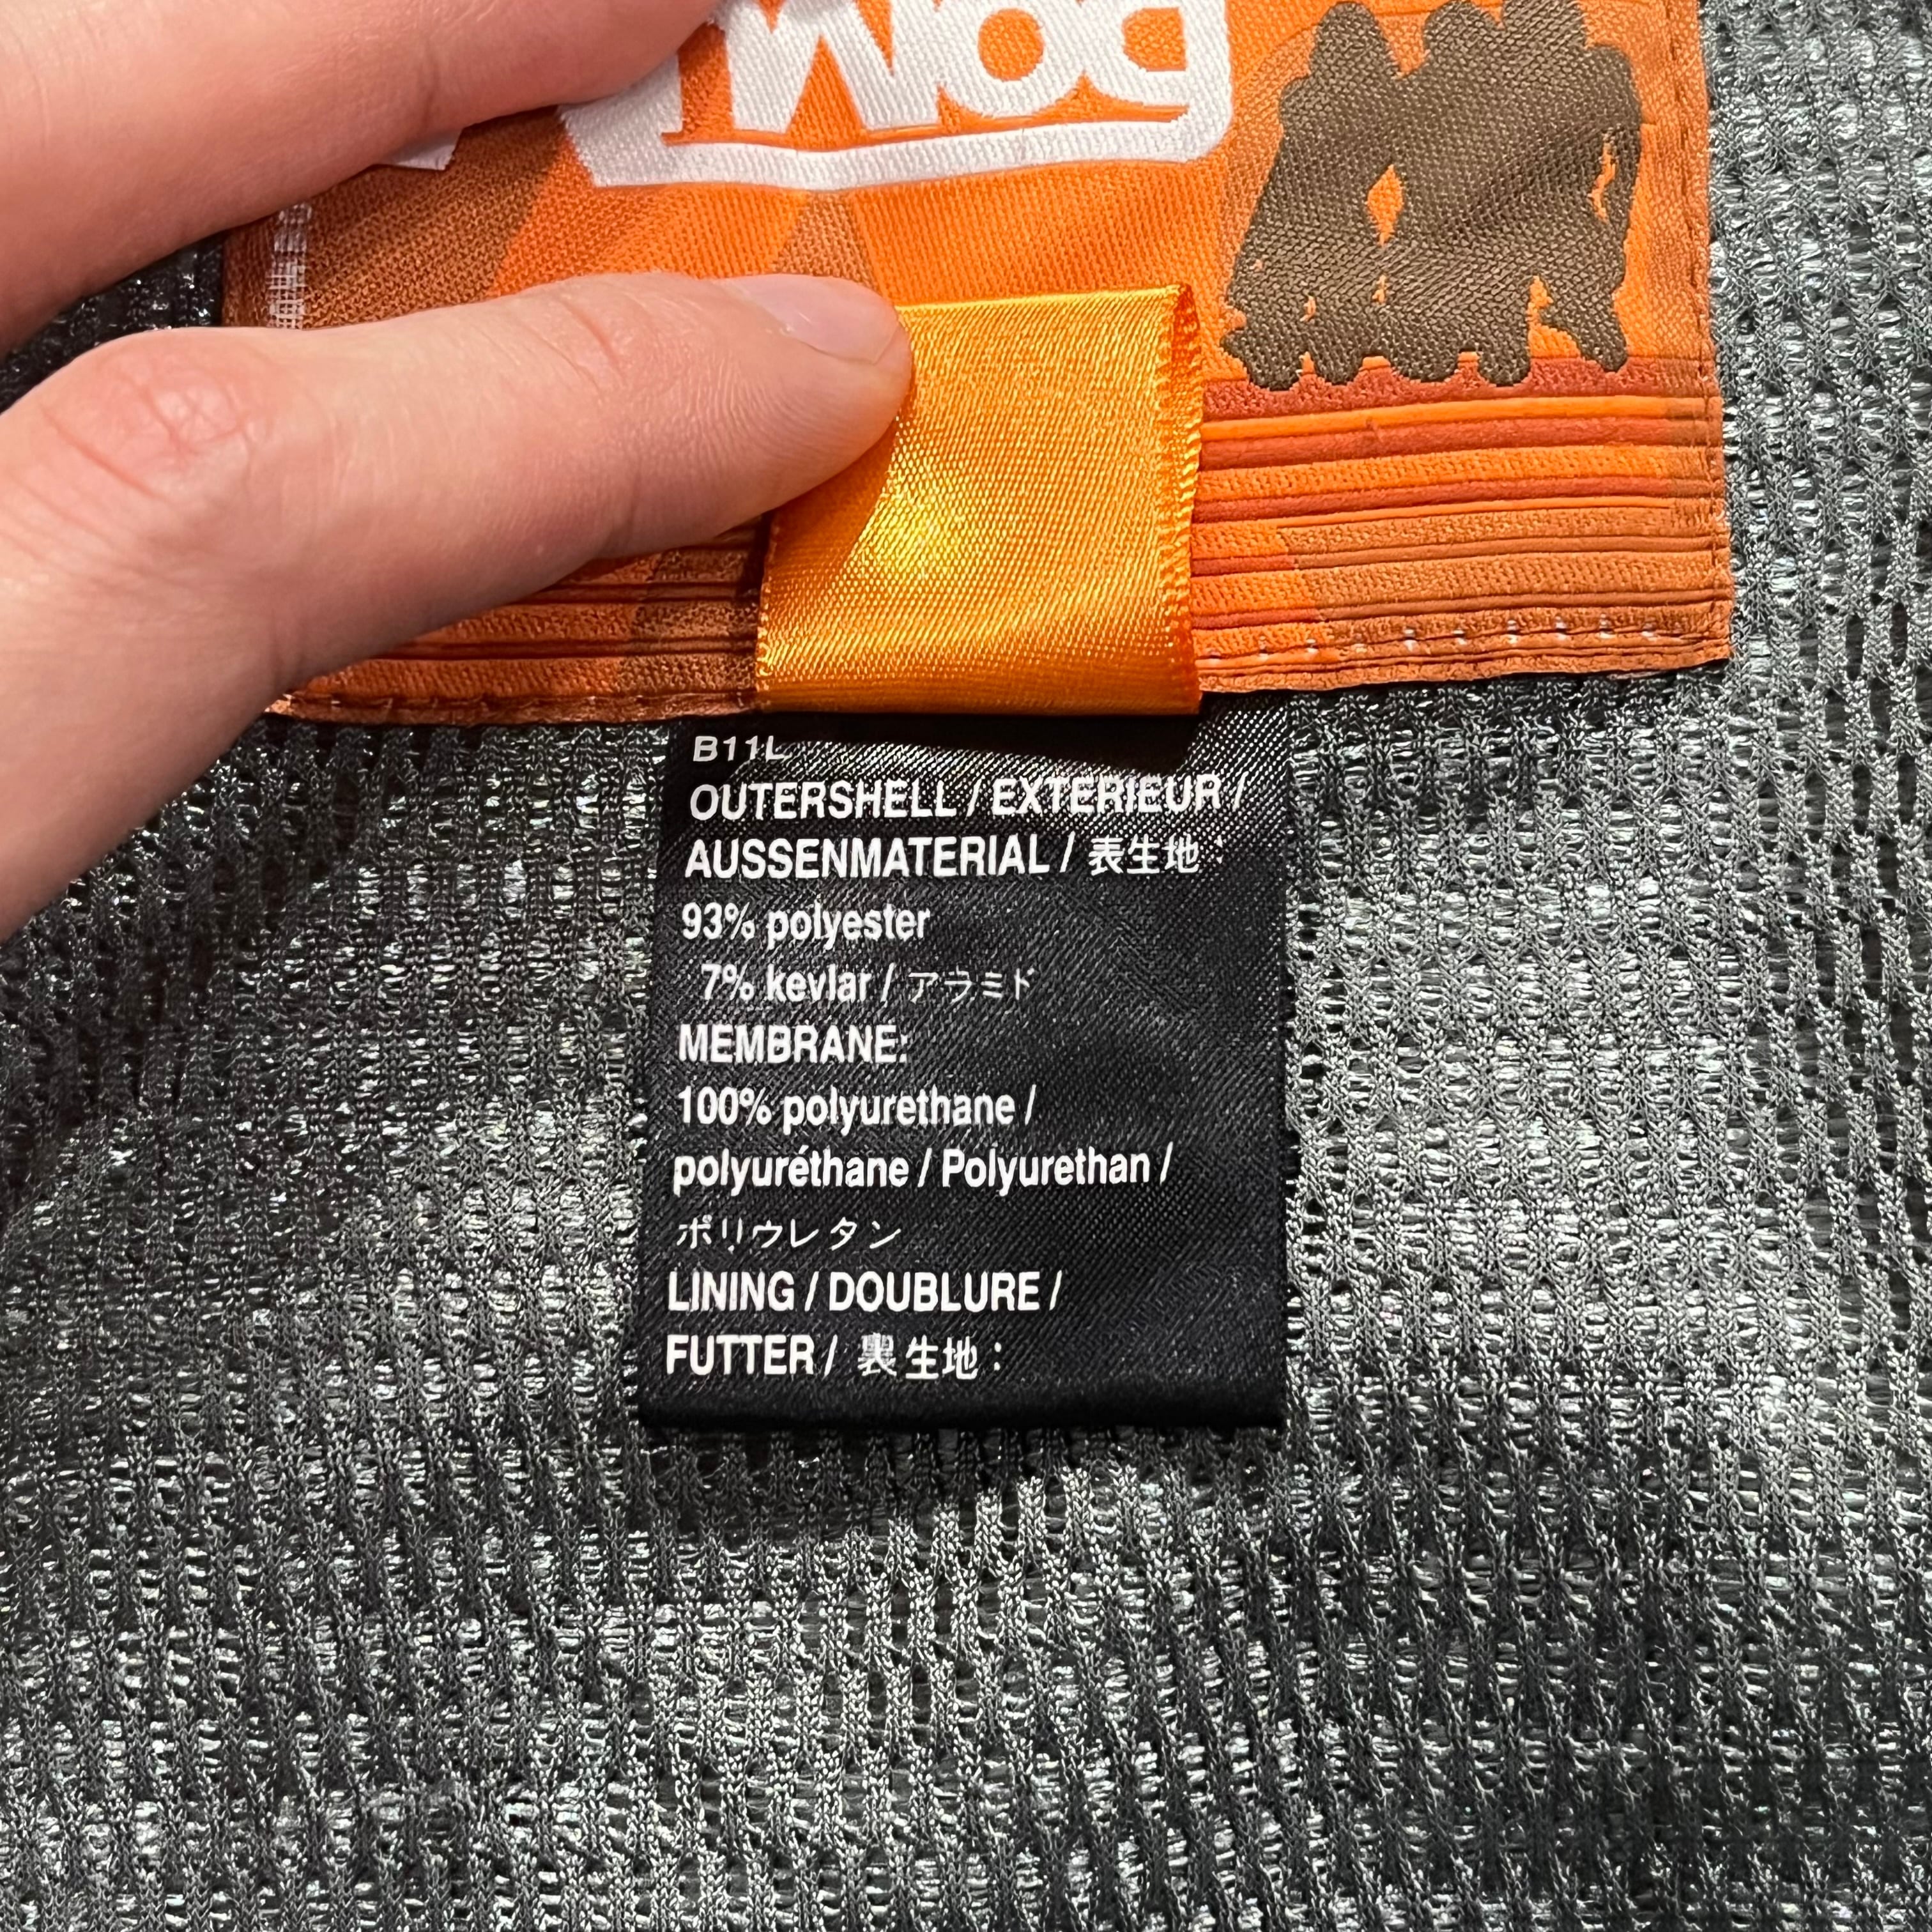 B11L
OUTERSHELL / EXTERIEUR /
AUSSENMATERIAL / 表生地 :
93% polyester
7% kevlar / アラミド
MEMBRANE:
100% polyurethane /
polyuréthane / Polyurethan /
ポリウレタン
LINING / DOUBLURE /
FUTTER / 裏生地 :